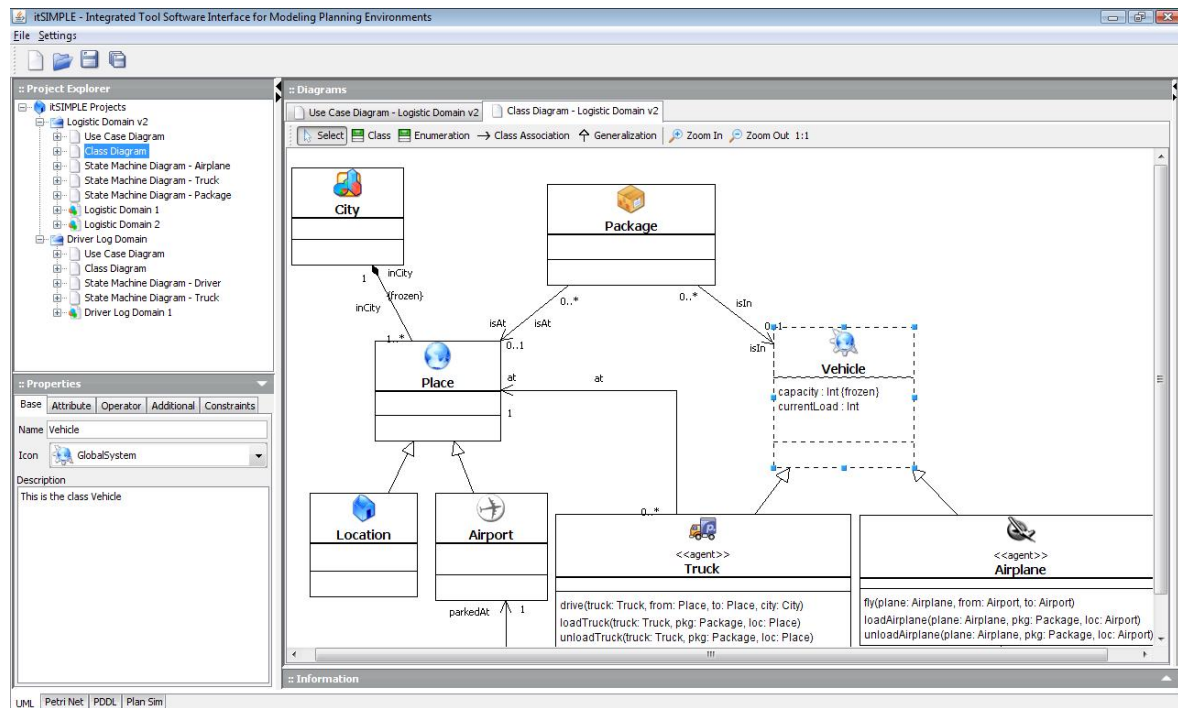 itSIMPLE - Integrated Tool Software Interface for Modeling Planning Environments
File Settings
:: Project Explorer
itSIMPLE Projects
Logistic Domain v2
Use Case Diagram
Class Diagram
State Machine Diagram - Airplane
State Machine Diagram - Truck
State Machine Diagram - Package
Logistic Domain 1
Logistic Domain 2
Driver Log Domain
Use Case Diagram
Class Diagram
State Machine Diagram - Driver
State Machine Diagram - Truck
Driver Log Domain 1
:: Properties
Base Attribute Operator Additional Constraints
Name Vehicle
Icon GlobalSystem
Description
This is the class Vehicle
:: Diagrams
Use Case Diagram - Logistic Domain v2 Class Diagram - Logistic Domain v2
Select Class Enumeration Class Association Generalization Zoom In Zoom Out 1:1
City
Package
1 inCity
{frozen}
inCity
1..*
0..* 0..*
isIn
isAt isAt
0..1
0..1
isIn
Place
at at
1
Vehicle
capacity : Int{frozen}
currentLoad : Int
Location
Airport
parkedAt 1
0..*
<<agent>>
Truck
drive(truck: Truck, from: Place, to: Place, city: City)
loadTruck(truck: Truck, pkg: Package, loc: Place)
unloadTruck(truck: Truck, pkg: Package, loc: Place)
<<agent>>
Airplane
fly(plane: Airplane, from: Airport, to: Airport)
loadAirplane(plane: Airplane, pkg: Package, loc: Airport)
unloadAirplane(plane: Airplane, pkg: Package, loc: Airport)
:: Information
UML Petri Net PDDL Plan Sim